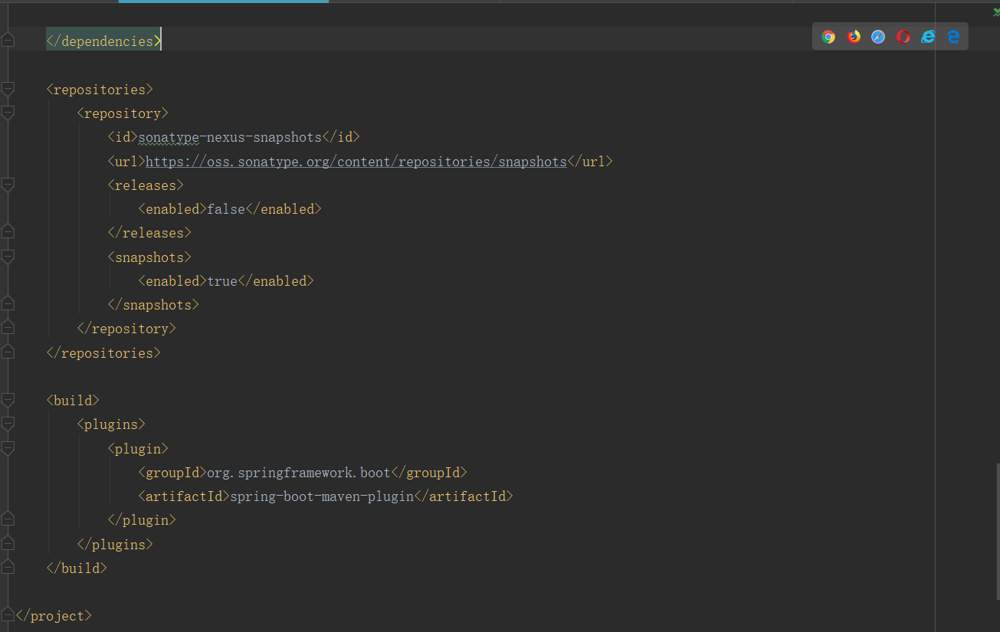 </dependencies>
<repositories>
<repository>
<id>sonatype-nexus-snapshots</id>
<url>https://oss.sonatype.org/content/repositories/snapshots</url>
<releases>
<enabled>false</enabled>
</releases>
<snapshots>
<enabled>true</enabled>
</snapshots>
</repository>
</repositories>
<build>
<plugins>
<plugin>
<groupId>org.springframework.boot</groupId>
<artifactId>spring-boot-maven-plugin</artifactId>
</plugin>
</plugins>
</build>
</project>